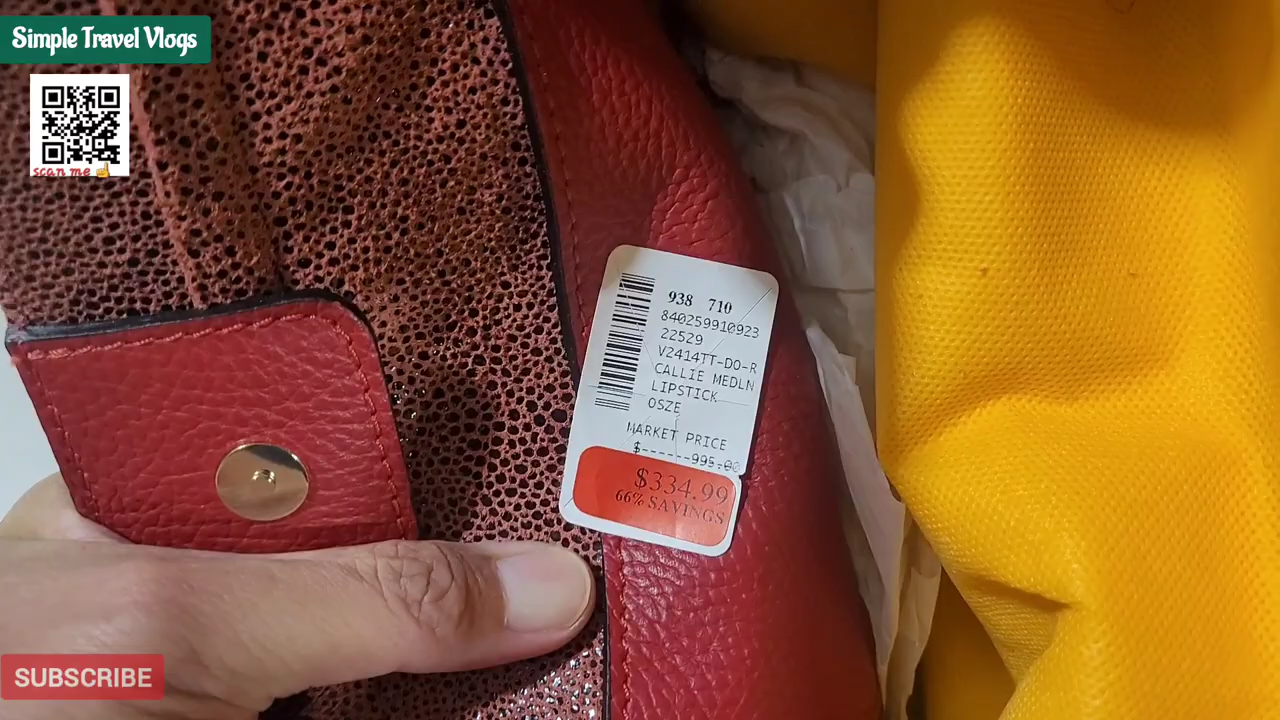 Simple Travel Vlogs
scan me
938 710
840259910923
22529
V2414TT-DO-R
CALLIE MEDLN
LIPSTICK
OSZE
MARKET PRICE
$------995.00
$334.99
66% SAVINGS
SUBSCRIBE